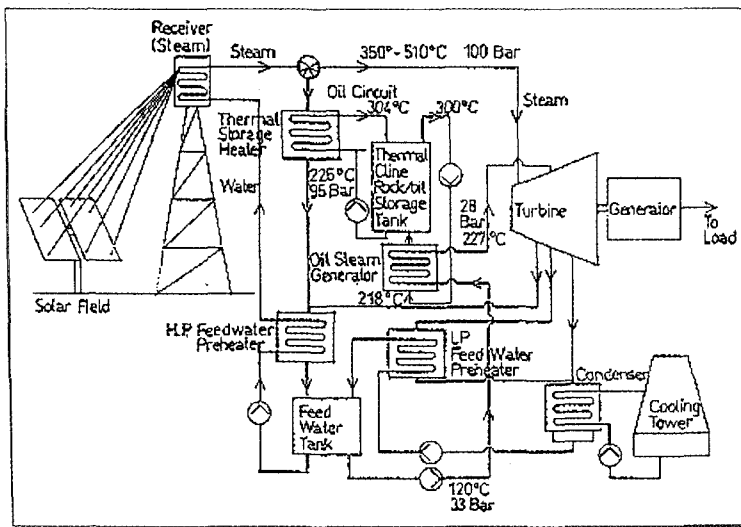 Receiver
(Steam)
Steam
350°-510°C 100 Bar
Oil Circuit
304°C
300°C
Steam
Thermal
Storage
Heater
Thermal
Cline
Rock/bit
Storage
Tank
225°C
95 Bar
Water
28
Bar
227°C
Turbine
Generator
To
Load
Oil Steam
Generator
218°C
Solar Field
H.P. Feedwater
Preheater
LP
Feed Water
Preheater
Condenser
Cooling
Tower
Feed
Water
Tank
120°C
33 Bar